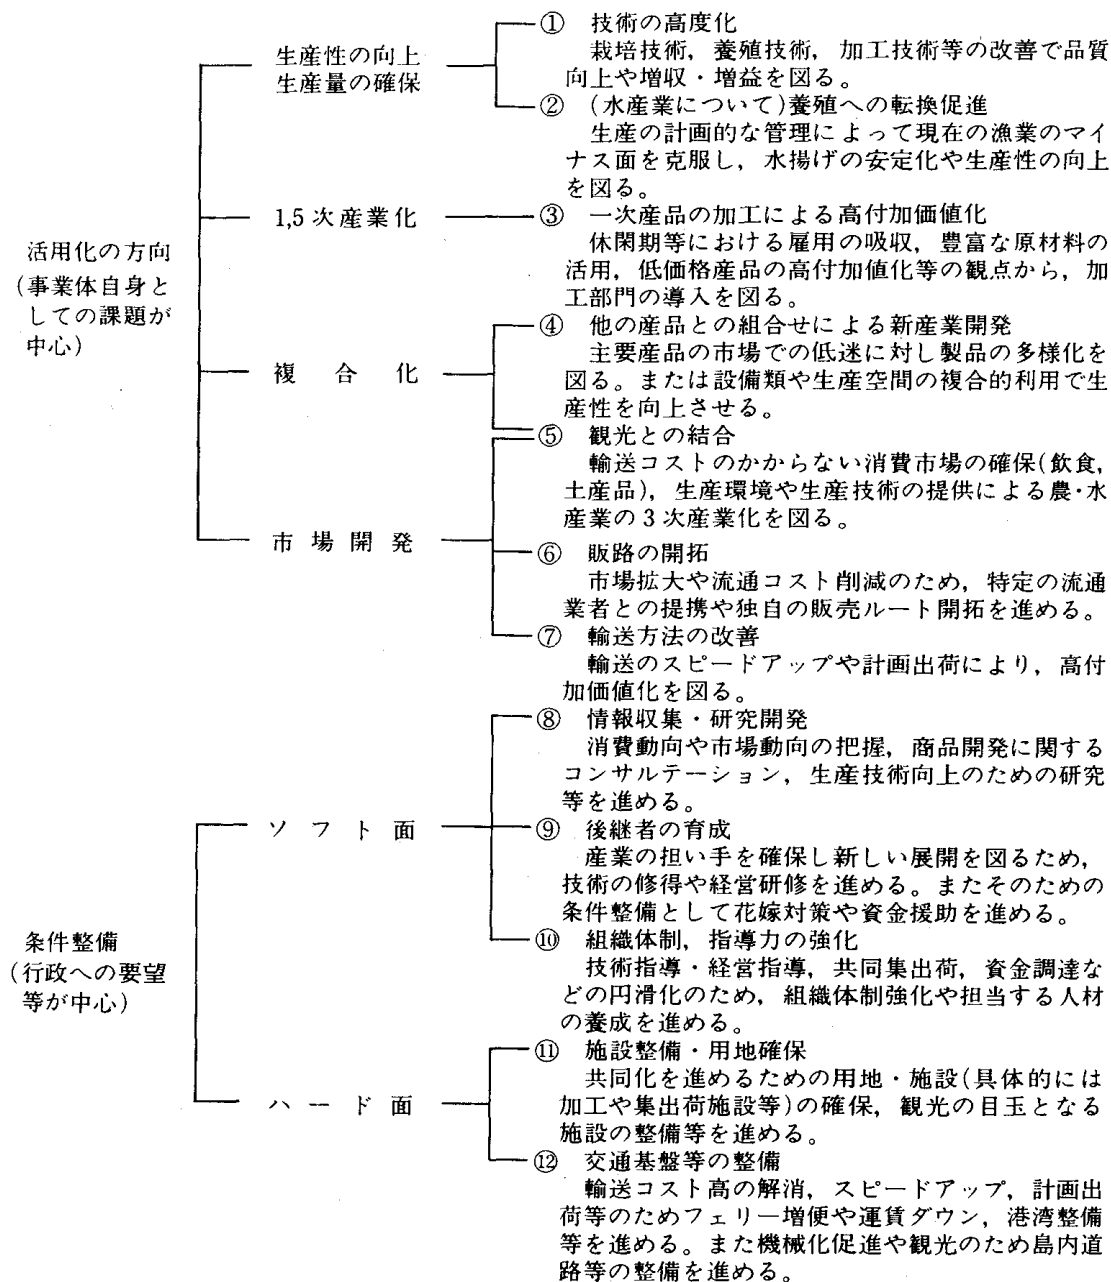 活用化の方向
(事業体自身と
しての課題が
中心)
生産性の向上
生産量の確保
① 技術の高度化
栽培技術，養殖技術，加工技術等の改善で品質
向上や増収・増益を図る。
② (水産業について)養殖への転換促進
生産の計画的な管理によって現在の漁業のマイ
ナス面を克服し，水揚げの安定化や生産性の向上
を図る。
1,5次産業化
③ 一次産品の加工による高付加価値化
休閑期等における雇用の吸収，豊富な原材料の
活用，低価格産品の高付加値化等の観点から，加
工部門の導入を図る。
複合化
④ 他の産品との組合せによる新産業開発
主要産品の市場での低迷に対し製品の多様化を
図る。または設備類や生産空間の複合的利用で生
産性を向上させる。
⑤ 観光との結合
輸送コストのかからない消費市場の確保(飲食，
土産品)，生産環境や生産技術の提供による農・水
産業の3次産業化を図る。
市場開発
⑥ 販路の開拓
市場拡大や流通コスト削減のため，特定の流通
業者との提携や独自の販売ルート開拓を進める。
⑦ 輸送方法の改善
輸送のスピードアップや計画出荷により，高付
加価値化を図る。
条件整備
(行政への要望
等が中心)
ソフト面
⑧ 情報収集・研究開発
消費動向や市場動向の把握，商品開発に関する
コンサルテーション，生産技術向上のための研究
等を進める。
⑨ 後継者の育成
産業の担い手を確保し新しい展開を図るため，
技術の修得や経営研修を進める。またそのための
条件整備として花嫁対策や資金援助を進める。
⑩ 組織体制，指導力の強化
技術指導・経営指導，共同集出荷，資金調達な
どの円滑化のため，組織体制強化や担当する人材
の養成を進める。
ハード面
⑪ 施設整備・用地確保
共同化を進めるための用地・施設(具体的には
加工や集出荷施設等)の確保，観光の目玉となる
施設の整備等を進める。
⑫ 交通基盤等の整備
輸送コスト高の解消，スピードアップ，計画出
荷等のためフェリー増便や運賃ダウン，港湾整備
等を進める。また機械化促進や観光のため島内道
路等の整備を進める。